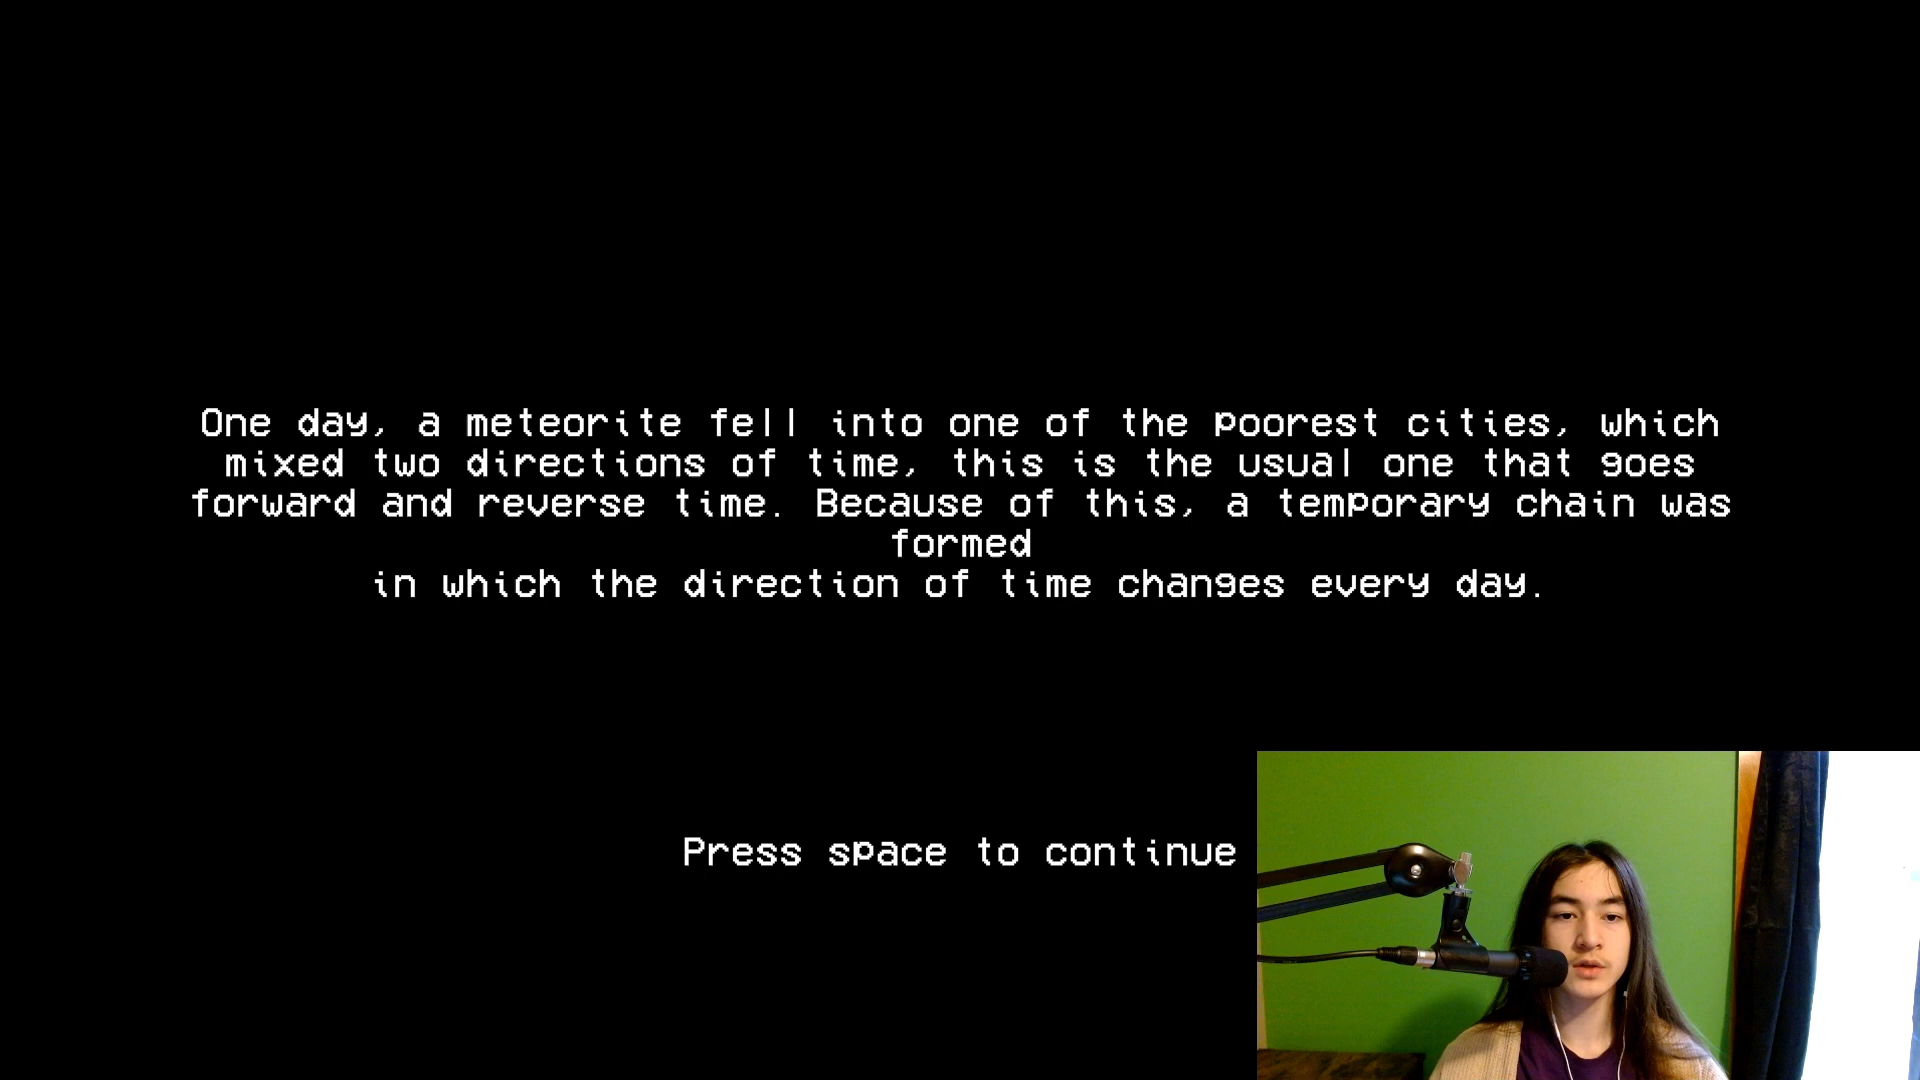 One day, a meteorite fell into one of the poorest cities, which
mixed two directions of time, this is the usual one that goes
forward and reverse time. Because of this, a temporary chain was
formed
in which the direction of time changes every day.
Press space to continue